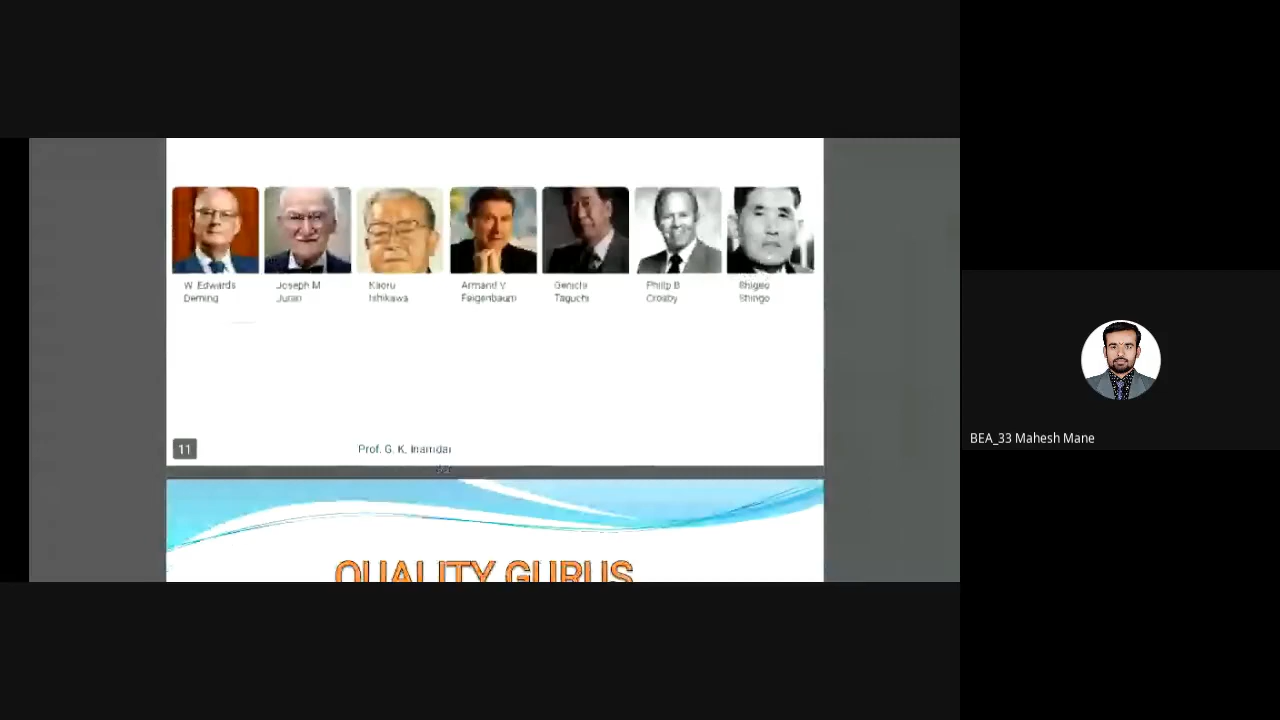 W. Edwards
Deming
Joseph M
Juran
Kaoru
Ishikawa
Armand V
Feigenbaum
Genichi
Taguchi
Philip B
Crosby
Shigeo
Shingo
11
Prof. G. K. Inamdar
QUALITY GURUS
BEA_33 Mahesh Mane